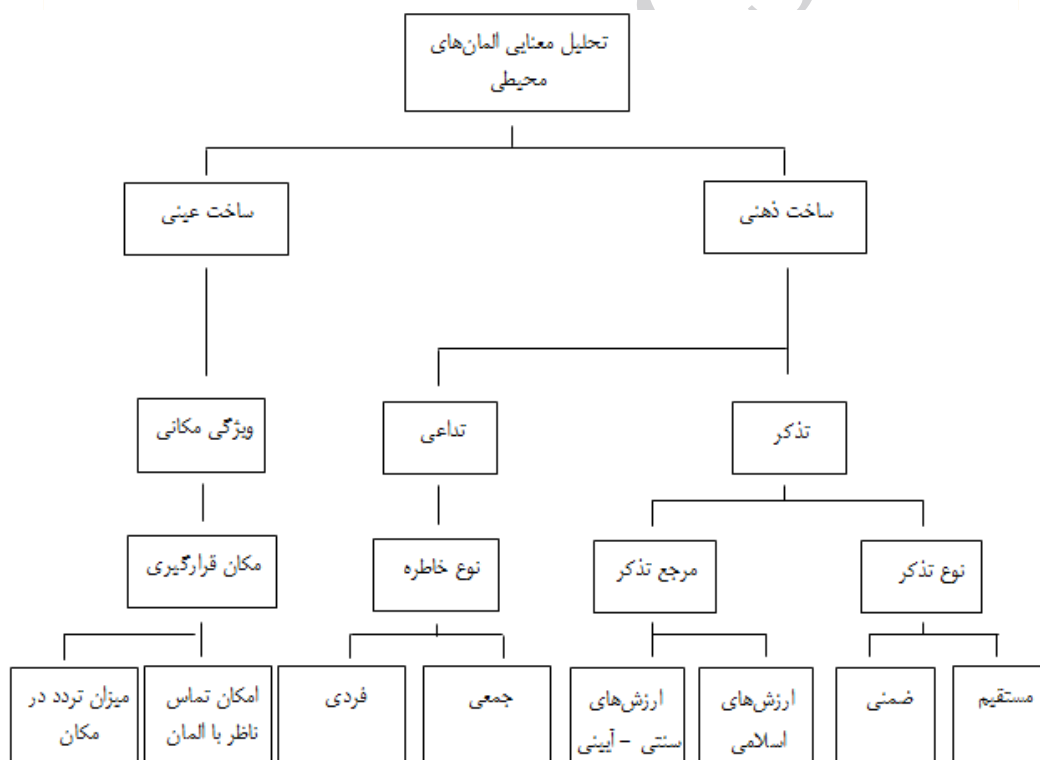 تحلیل معنایی المان‌های
محیطی
ساخت ذهنی
ساخت عینی
تذکر
تداعی
ویژگی مکانی
نوع تذکر
مرجع تذکر
نوع خاطره
مکان قرارگیری
مستقیم
ضمنی
ارزش‌های
اسلامی
ارزش‌های
سنتی - آیینی
جمعی
فردی
امکان تماس
ناظر با المان
میزان تردد در
مکان